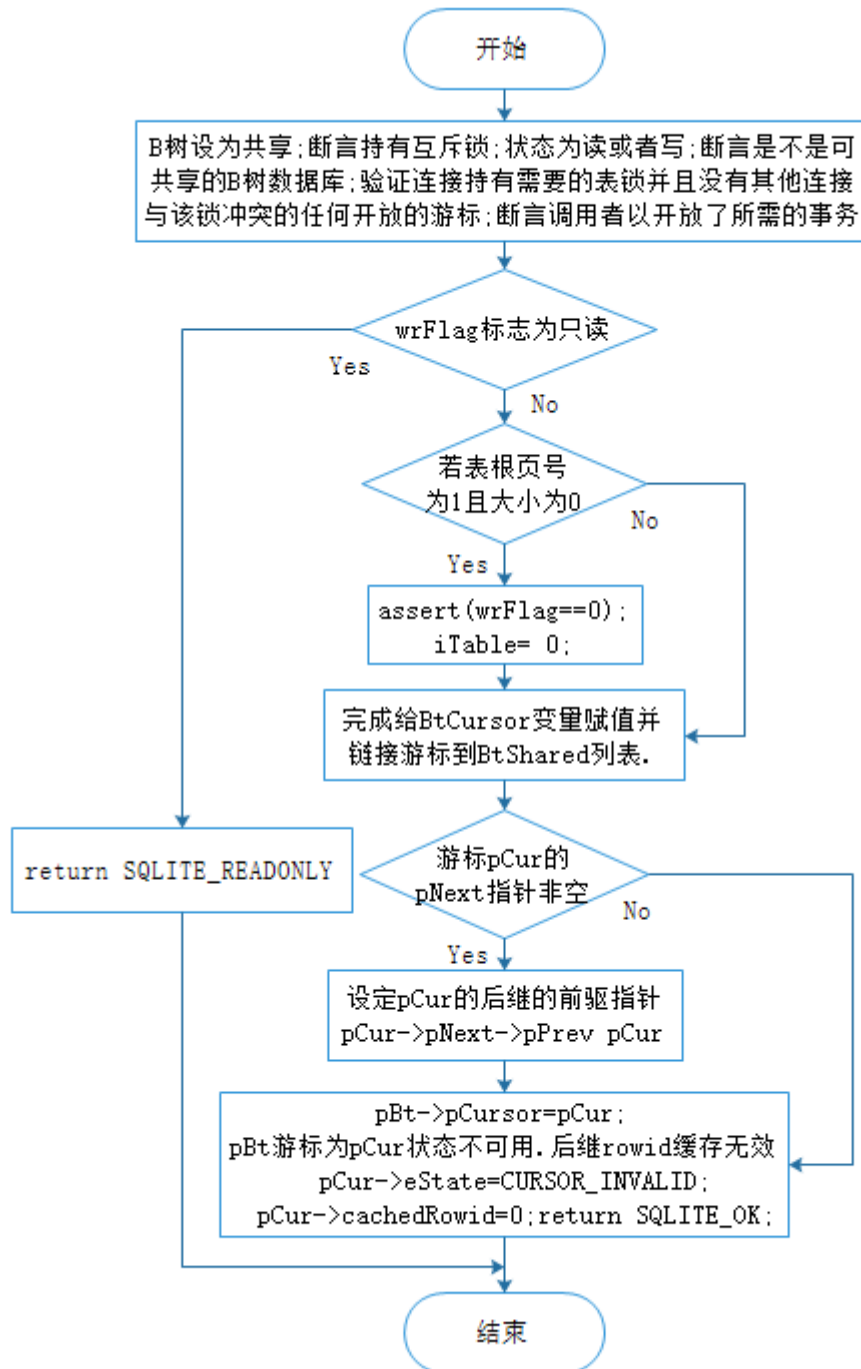 开始
B树设为共享;断言持有互斥锁;状态为读或者写;断言是不是可
共享的B树数据库;验证连接持有需要的表锁并且没有其他连接
与该锁冲突的任何开放的游标;断言调用者以开放了所需的事务
wrFlag标志为只读
Yes
No
若表根页号
为1且大小为0
No
Yes
assert(wrFlag==0);
iTable= 0;
完成给BtCursor变量赋值并
链接游标到BtShared列表.
return SQLITE_READONLY
游标pCur的
pNext指针非空
No
Yes
设定pCur的后继的前驱指针
pCur->pNext->pPrev pCur
pBt->pCursor=pCur;
pBt游标为pCur状态不可用.后继rowid缓存无效
pCur->eState=CURSOR_INVALID;
pCur->cachedRowid=0;return SQLITE_OK;
结束